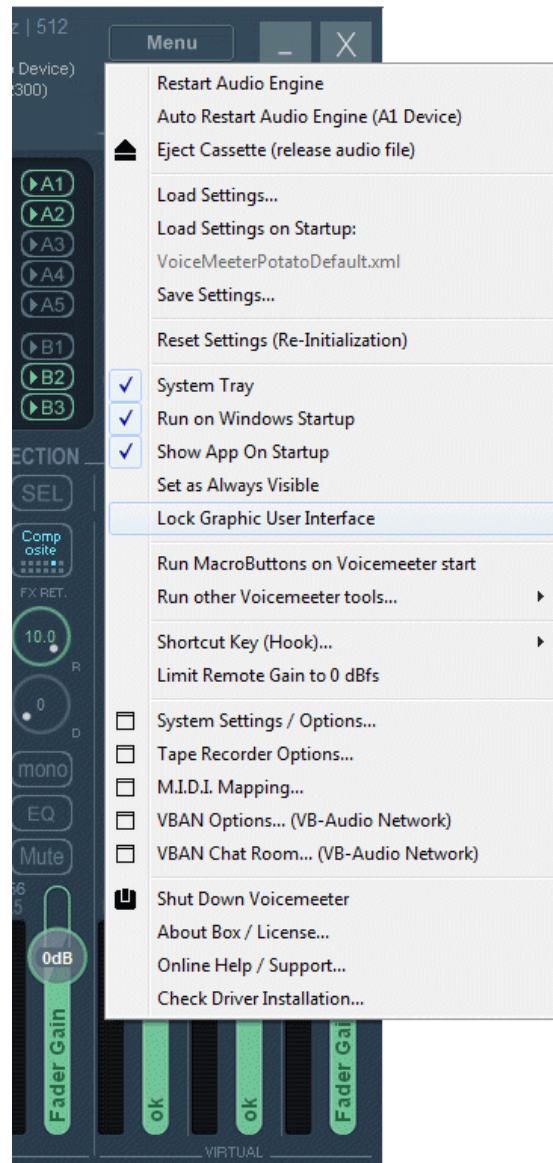 z | 512
Menu
_ X
Device)
300)
Restart Audio Engine
Auto Restart Audio Engine (A1 Device)
Eject Cassette (release audio file)
A1
A2
A3
A4
A5
B1
B2
B3
Load Settings...
Load Settings on Startup:
VoiceMeeterPotatoDefault.xml
Save Settings...
Reset Settings (Re-Initialization)
System Tray
Run on Windows Startup
Show App On Startup
Set as Always Visible
Lock Graphic User Interface
ECTION
SEL
Comp
osite
FX RET.
10.0
R
0
D
mono
EQ
Mute
Run MacroButtons on Voicemeeter start
Run other Voicemeeter tools...
Shortcut Key (Hook)...
Limit Remote Gain to 0 dBfs
System Settings / Options...
Tape Recorder Options...
M.I.D.I. Mapping...
VBAN Options... (VB-Audio Network)
VBAN Chat Room... (VB-Audio Network)
Shut Down Voicemeeter
About Box / License...
Online Help / Support...
Check Driver Installation...
0dB
Fader Gain
ok
ok
Fader Gai
VIRTUAL